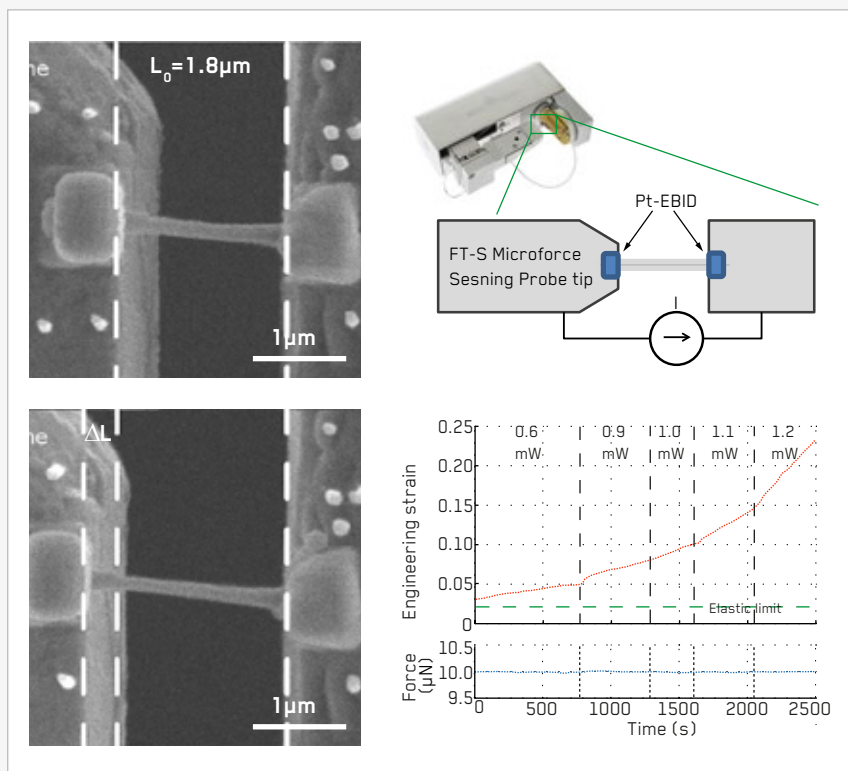 ne
L₀=1.8µm
1µm
Pt-EBID
FT-S Microforce
Sesning Probe tip
I
ne
ΔL
1µm
Engineering strain
0.25
0.20
0.15
0.10
0.05
0
0.6
mW
0.9
mW
1.0
mW
1.1
mW
1.2
mW
Elastic limit
Force
(µN)
10.5
10.0
9.5
0 500 1000 1500 2000 2500
Time (s)